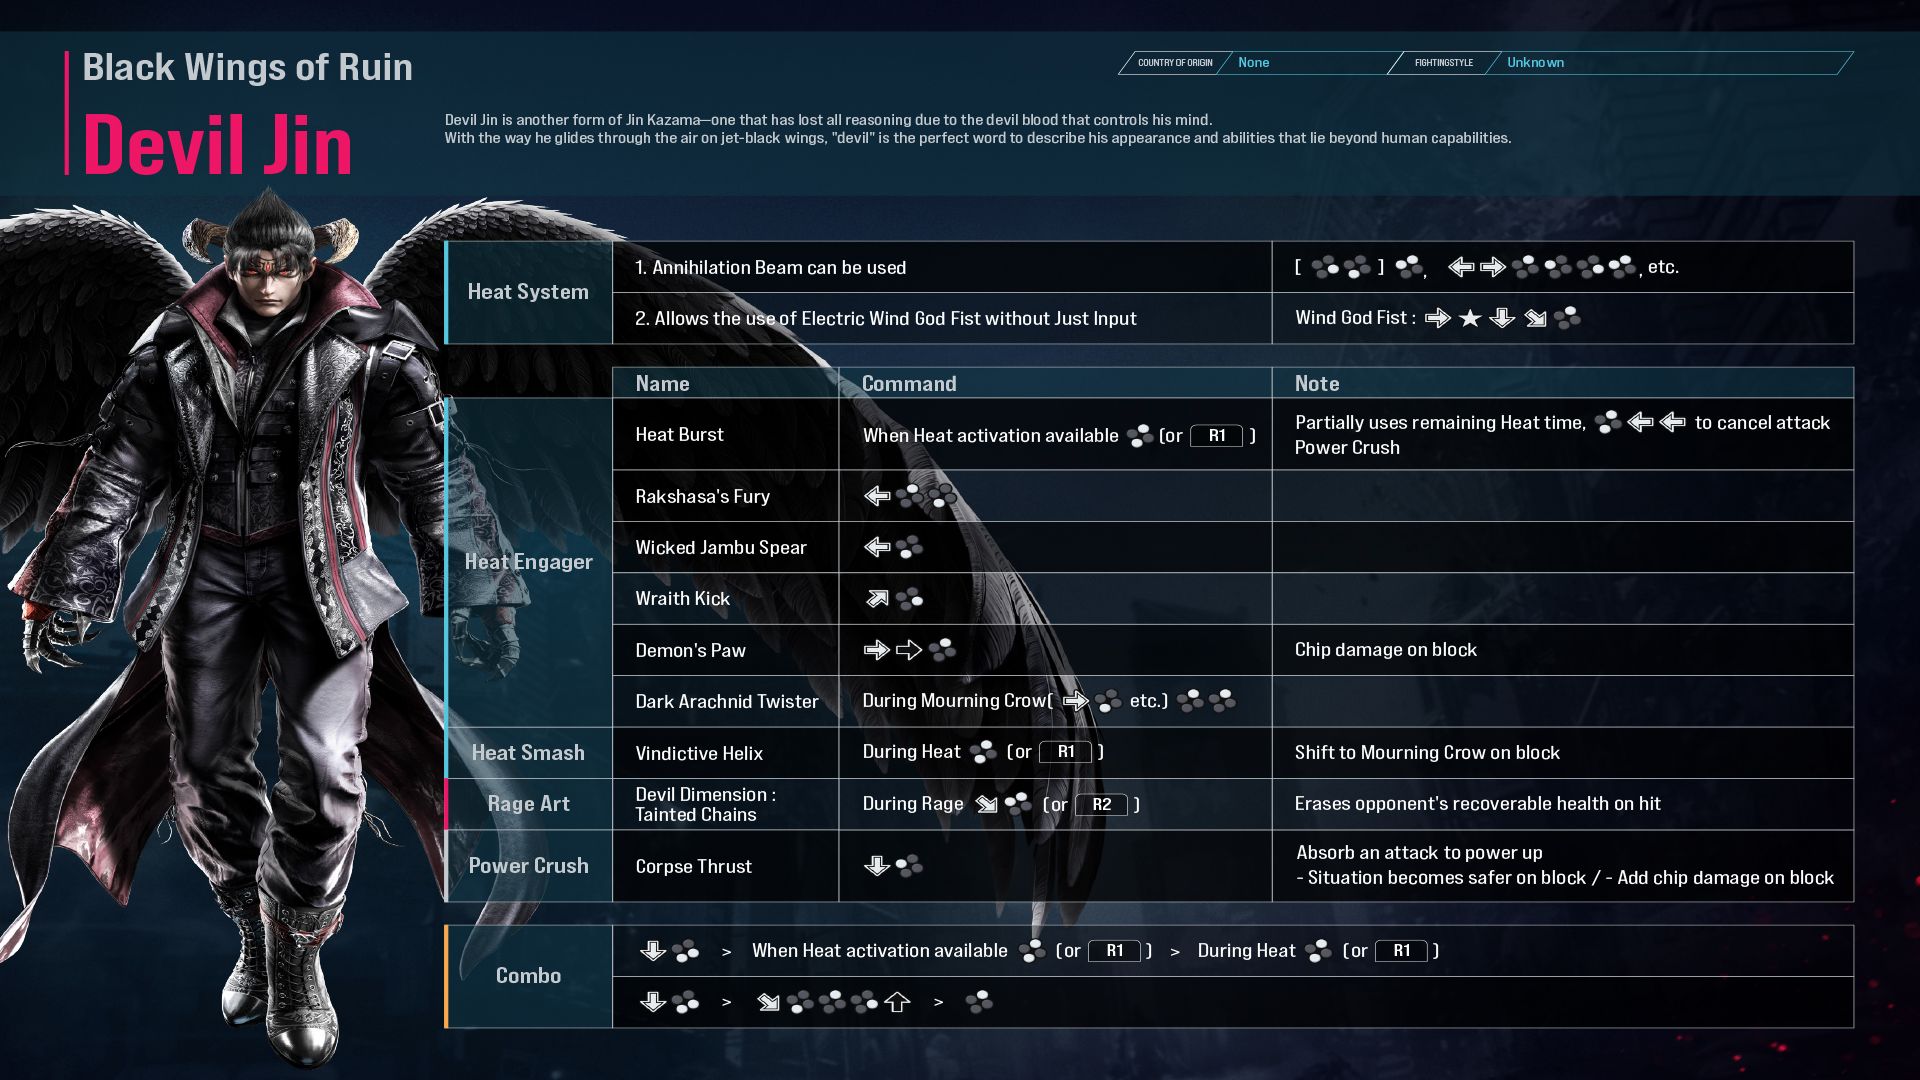 Black Wings of Ruin
Devil Jin
COUNTRY OF ORIGIN None FIGHTINGSTYLE Unknown
Devil Jin is another form of Jin Kazama—one that has lost all reasoning due to the devil blood that controls his mind.
With the way he glides through the air on jet-black wings, "devil" is the perfect word to describe his appearance and abilities that lie beyond human capabilities.
Heat System
1. Annihilation Beam can be used [ ] , , etc.
2. Allows the use of Electric Wind God Fist without Just Input Wind God Fist : ➡ ★ ⬇ ⬊
Name Command Note
Heat Engager
Heat Burst When Heat activation available (or R1 ) Partially uses remaining Heat time, ⬅ ⬅ to cancel attack
Power Crush
Rakshasa's Fury ⬅
Wicked Jambu Spear ⬅
Wraith Kick ⬈
Demon's Paw ➡ ⇨ Chip damage on block
Dark Arachnid Twister During Mourning Crow( ➡ etc.)
Heat Smash Vindictive Helix During Heat (or R1 ) Shift to Mourning Crow on block
Rage Art Devil Dimension :
Tainted Chains During Rage ⬊ (or R2 ) Erases opponent's recoverable health on hit
Power Crush Corpse Thrust ⬇ Absorb an attack to power up
- Situation becomes safer on block / - Add chip damage on block
Combo
⬇ > When Heat activation available (or R1 ) > During Heat (or R1 )
⬇ > ⬊ ⇧ >